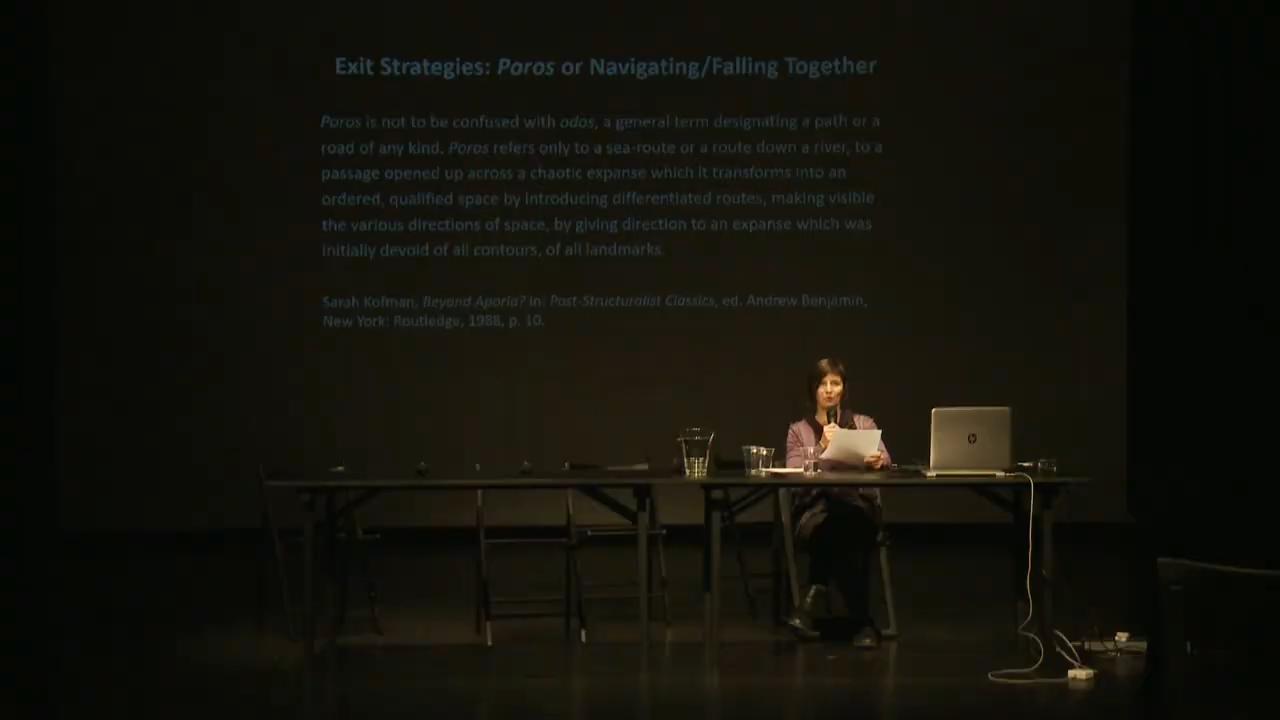 Exit Strategies: Poros or Navigating/Falling Together
Poros is not to be confused with odos, a general term designating a path or a
road of any kind. Poros refers only to a sea-route or a route down a river, to a
passage opened up across a chaotic expanse which it transforms into an
ordered, qualified space by introducing differentiated routes, making visible
the various directions of space, by giving direction to an expanse which was
initially devoid of all contours, of all landmarks.
Sarah Kofman, Beyond Aporia? In: Post-Structuralist Classics, ed. Andrew Benjamin,
New York: Routledge, 1988, p. 10.
hp